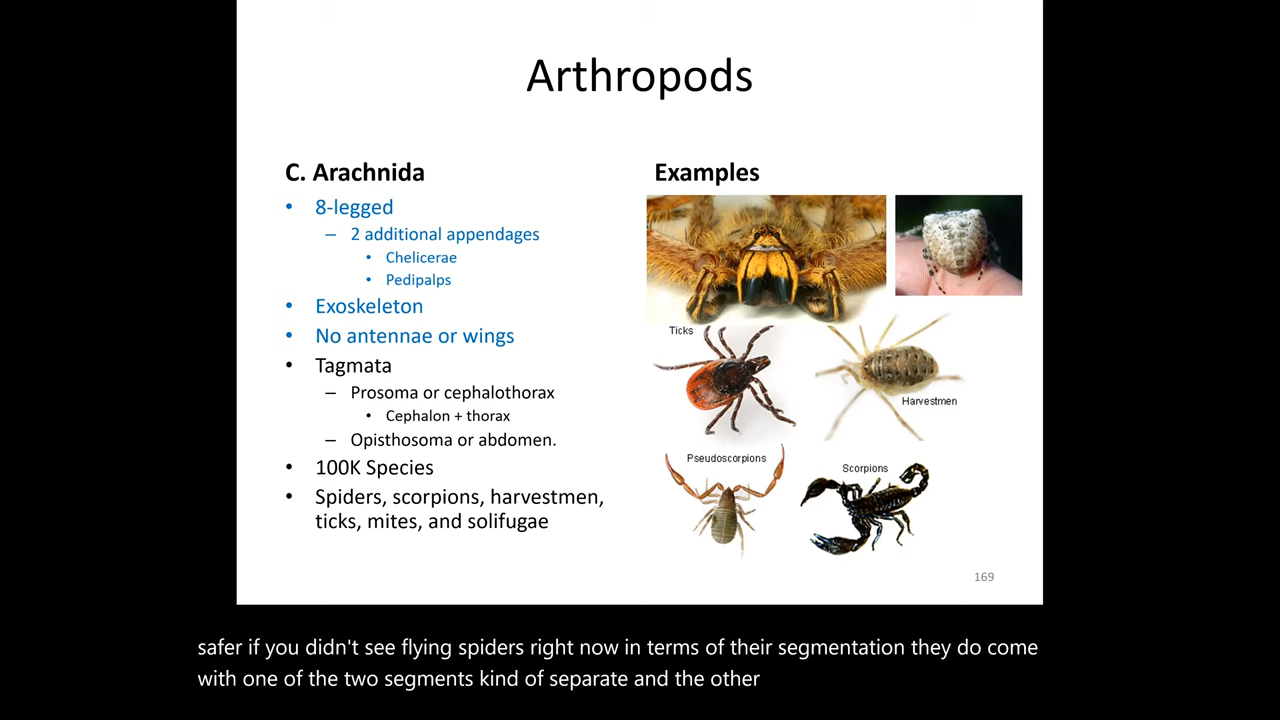 Arthropods
C. Arachnida
• 8-legged
– 2 additional appendages
• Chelicerae
• Pedipalps
• Exoskeleton
• No antennae or wings
• Tagmata
– Prosoma or cephalothorax
• Cephalon + thorax
– Opisthosoma or abdomen.
• 100K Species
• Spiders, scorpions, harvestmen,
ticks, mites, and solifugae
Examples
Ticks
Harvestmen
Pseudoscorpions
Scorpions
169
safer if you didn't see flying spiders right now in terms of their segmentation they do come
with one of the two segments kind of separate and the other